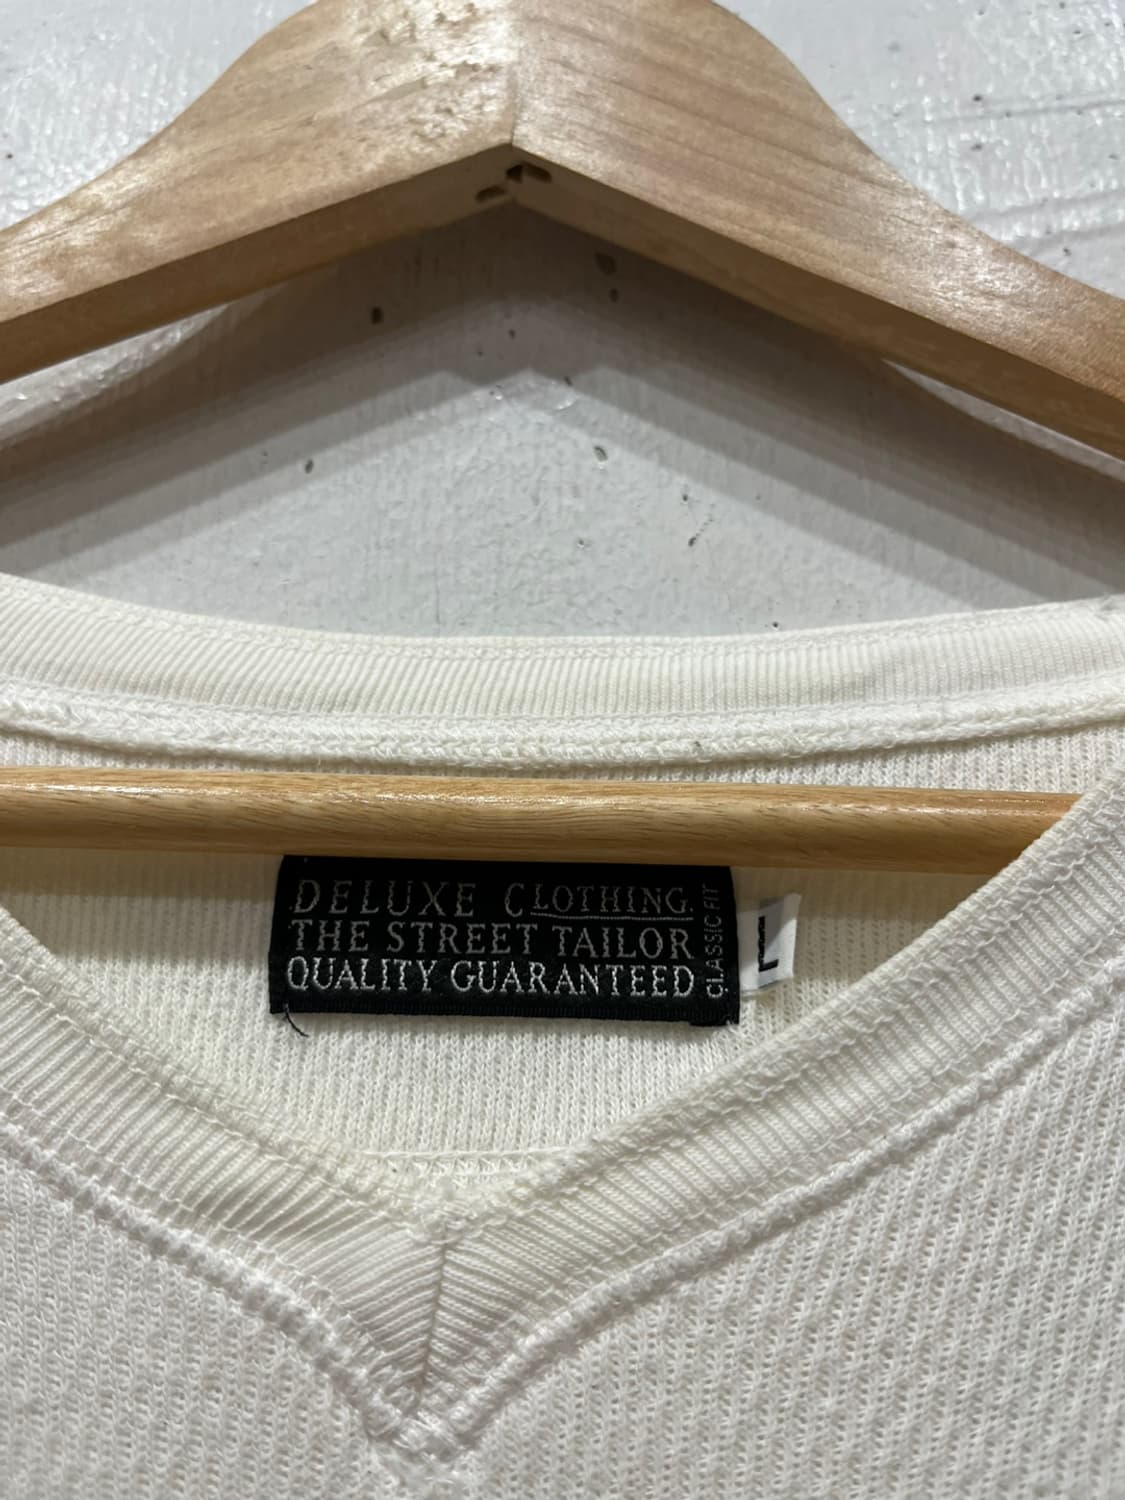 DELUXE CLOTHING.
THE STREET TAILOR
QUALITY GUARANTEED
CLASSIC FIT
L